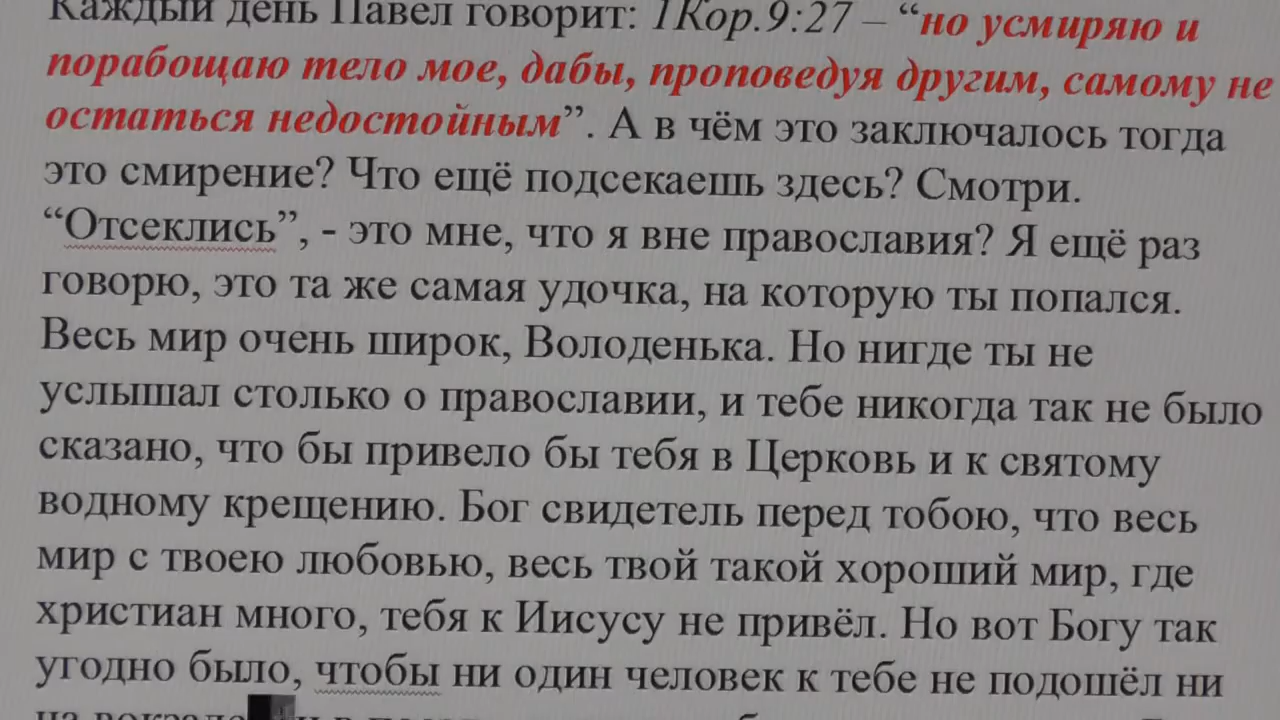 Каждый день Павел говорит: 1Кор.9:27 – “но усмиряю и
порабощаю тело мое, дабы, проповедуя другим, самому не
остаться недостойным”. А в чём это заключалось тогда
это смирение? Что ещё подсекаешь здесь? Смотри.
“Отсеклись”, - это мне, что я вне православия? Я ещё раз
говорю, это та же самая удочка, на которую ты попался.
Весь мир очень широк, Володенька. Но нигде ты не
услышал столько о православии, и тебе никогда так не было
сказано, что бы привело бы тебя в Церковь и к святому
водному крещению. Бог свидетель перед тобою, что весь
мир с твоею любовью, весь твой такой хороший мир, где
христиан много, тебя к Иисусу не привёл. Но вот Богу так
угодно было, чтобы ни один человек к тебе не подошёл ни